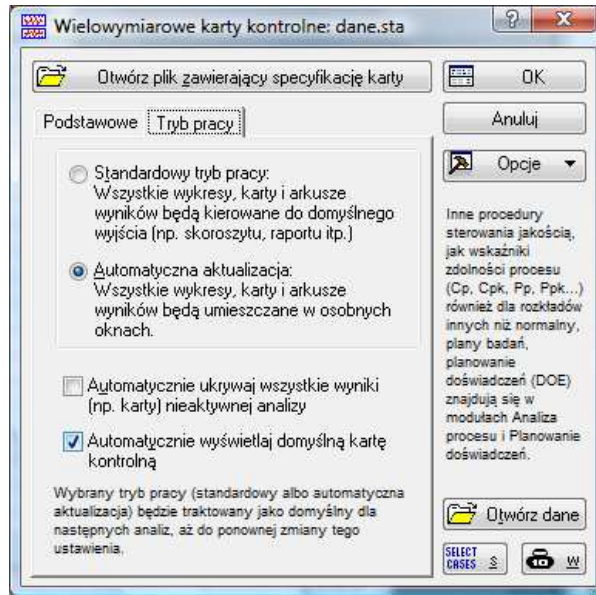 Wielowymiarowe karty kontrolne: dane.sta
Otwórz plik zawierający specyfikację karty
OK
Podstawowe
Tryb pracy
Anuluj
Opcje
Standardowy tryb pracy:
Wszystkie wykresy, karty i arkusze
wyników będą kierowane do domyślnego
wyjścia (np. skoroszytu, raportu itp.)
Automatyczna aktualizacja:
Wszystkie wykresy, karty i arkusze
wyników będą umieszczane w osobnych
oknach.
Automatycznie ukrywaj wszystkie wyniki
(np. karty) nieaktywnej analizy
Automatycznie wyświetlaj domyślną kartę
kontrolną
Wybrany tryb pracy (standardowy albo automatyczna
aktualizacja) będzie traktowany jako domyślny dla
następnych analiz, aż do ponownej zmiany tego
ustawienia.
Inne procedury
sterowania jakością,
jak wskaźniki
zdolności procesu
(Cp, Cpk, Pp, Ppk...)
również dla rozkładów
innych niż normalny,
plany badań,
planowanie
doświadczeń (DOE)
znajdują się w
modułach Analiza
procesu i Planowanie
doświadczeń.
Otwórz dane
SELECT
CASES S
W